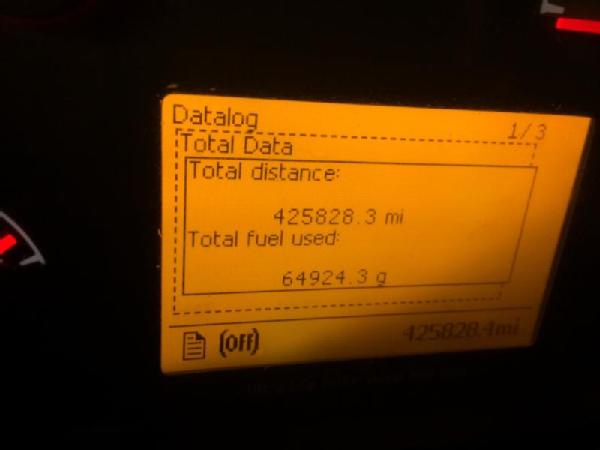 Datalog
1/3
Total Data
Total distance:
425828.3 mi
Total fuel used:
64924.3 g
(Off)
425828.4mi